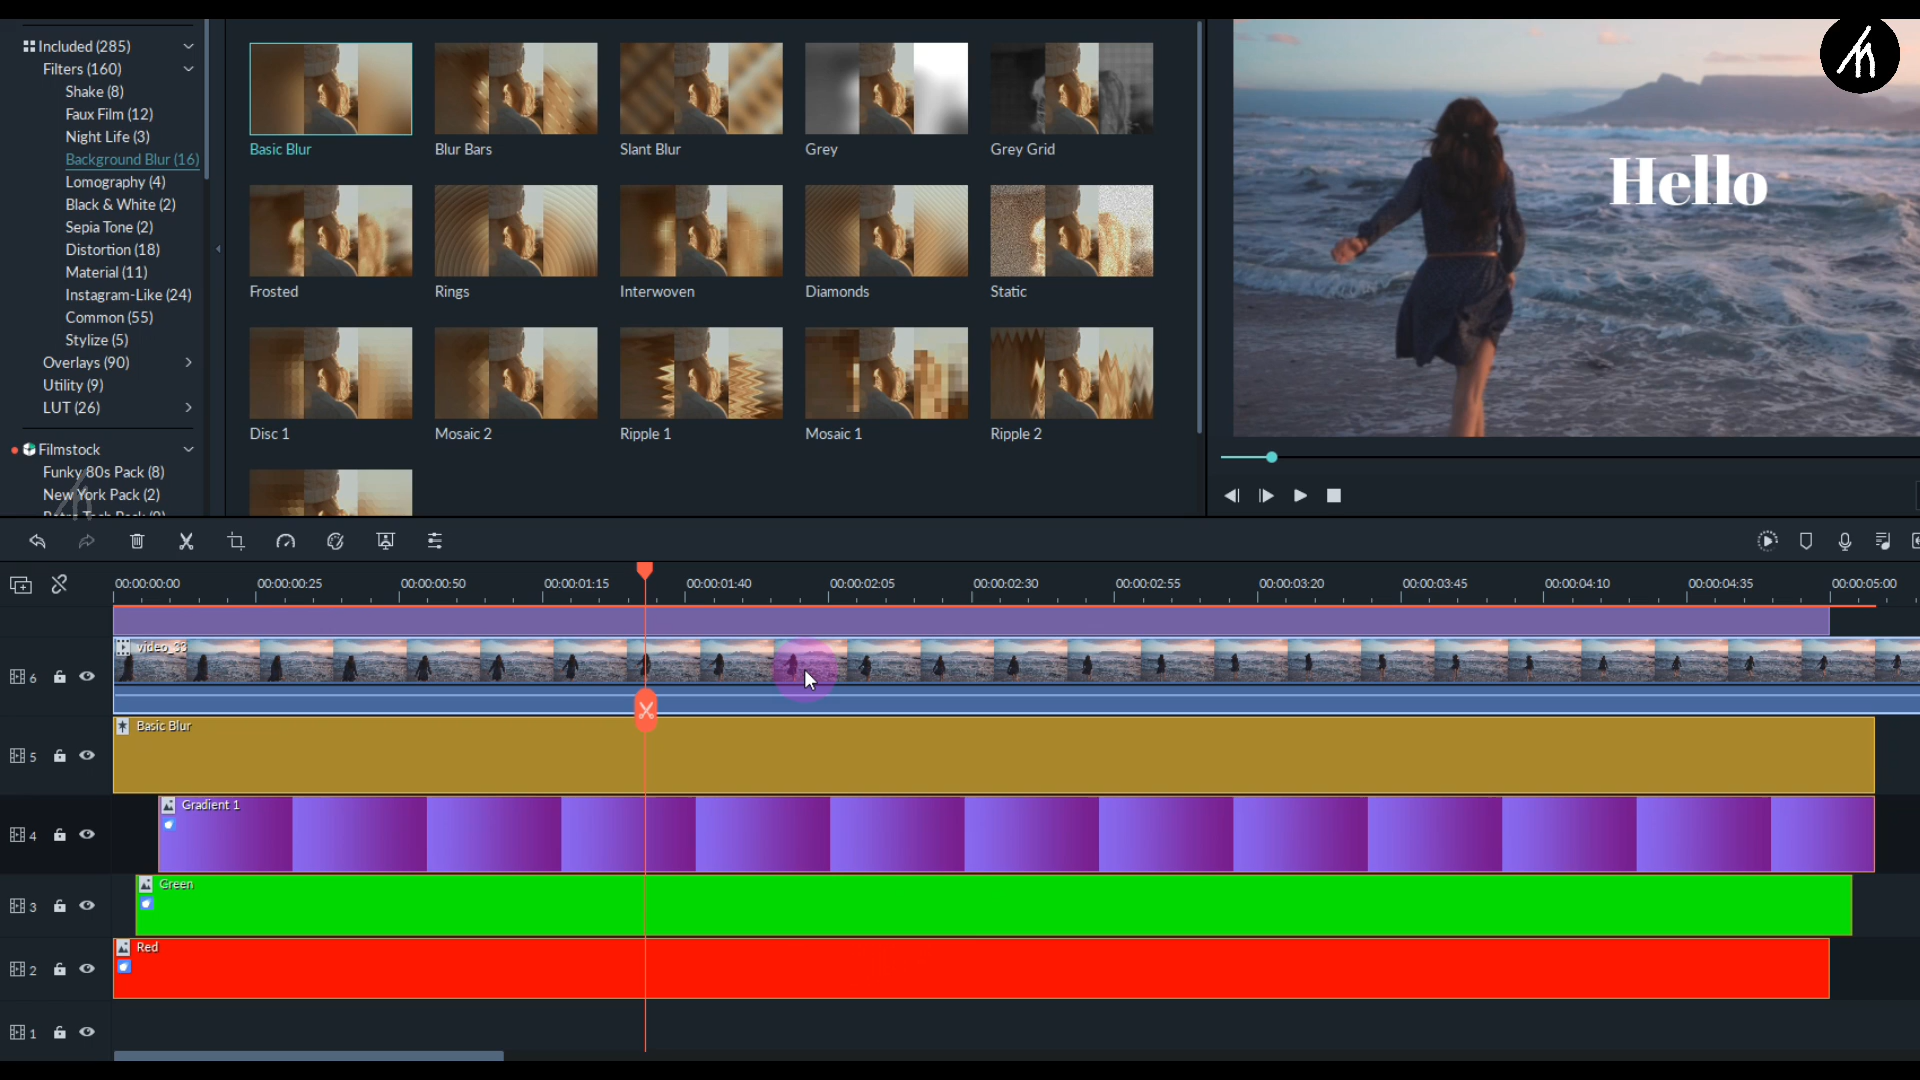 Included (285)
Filters (160)
Shake (8)
Faux Film (12)
Night Life (3)
Background Blur (16)
Lomography (4)
Black & White (2)
Sepia Tone (2)
Distortion (18)
Material (11)
Instagram-Like (24)
Common (55)
Stylize (5)
Overlays (90)
Utility (9)
LUT (26)
Filmstock
Funky 80s Pack (8)
New York Pack (2)
Basic Blur
Blur Bars
Slant Blur
Grey
Grey Grid
Frosted
Rings
Interwoven
Diamonds
Static
Disc 1
Mosaic 2
Ripple 1
Mosaic 1
Ripple 2
Hello
00:00:00:00
00:00:00:25
00:00:00:50
00:00:01:15
00:00:01:40
00:00:02:05
00:00:02:30
00:00:02:55
00:00:03:20
00:00:03:45
00:00:04:10
00:00:04:35
00:00:05:00
video_33
6
Basic Blur
5
Gradient 1
4
Green
3
Red
2
1